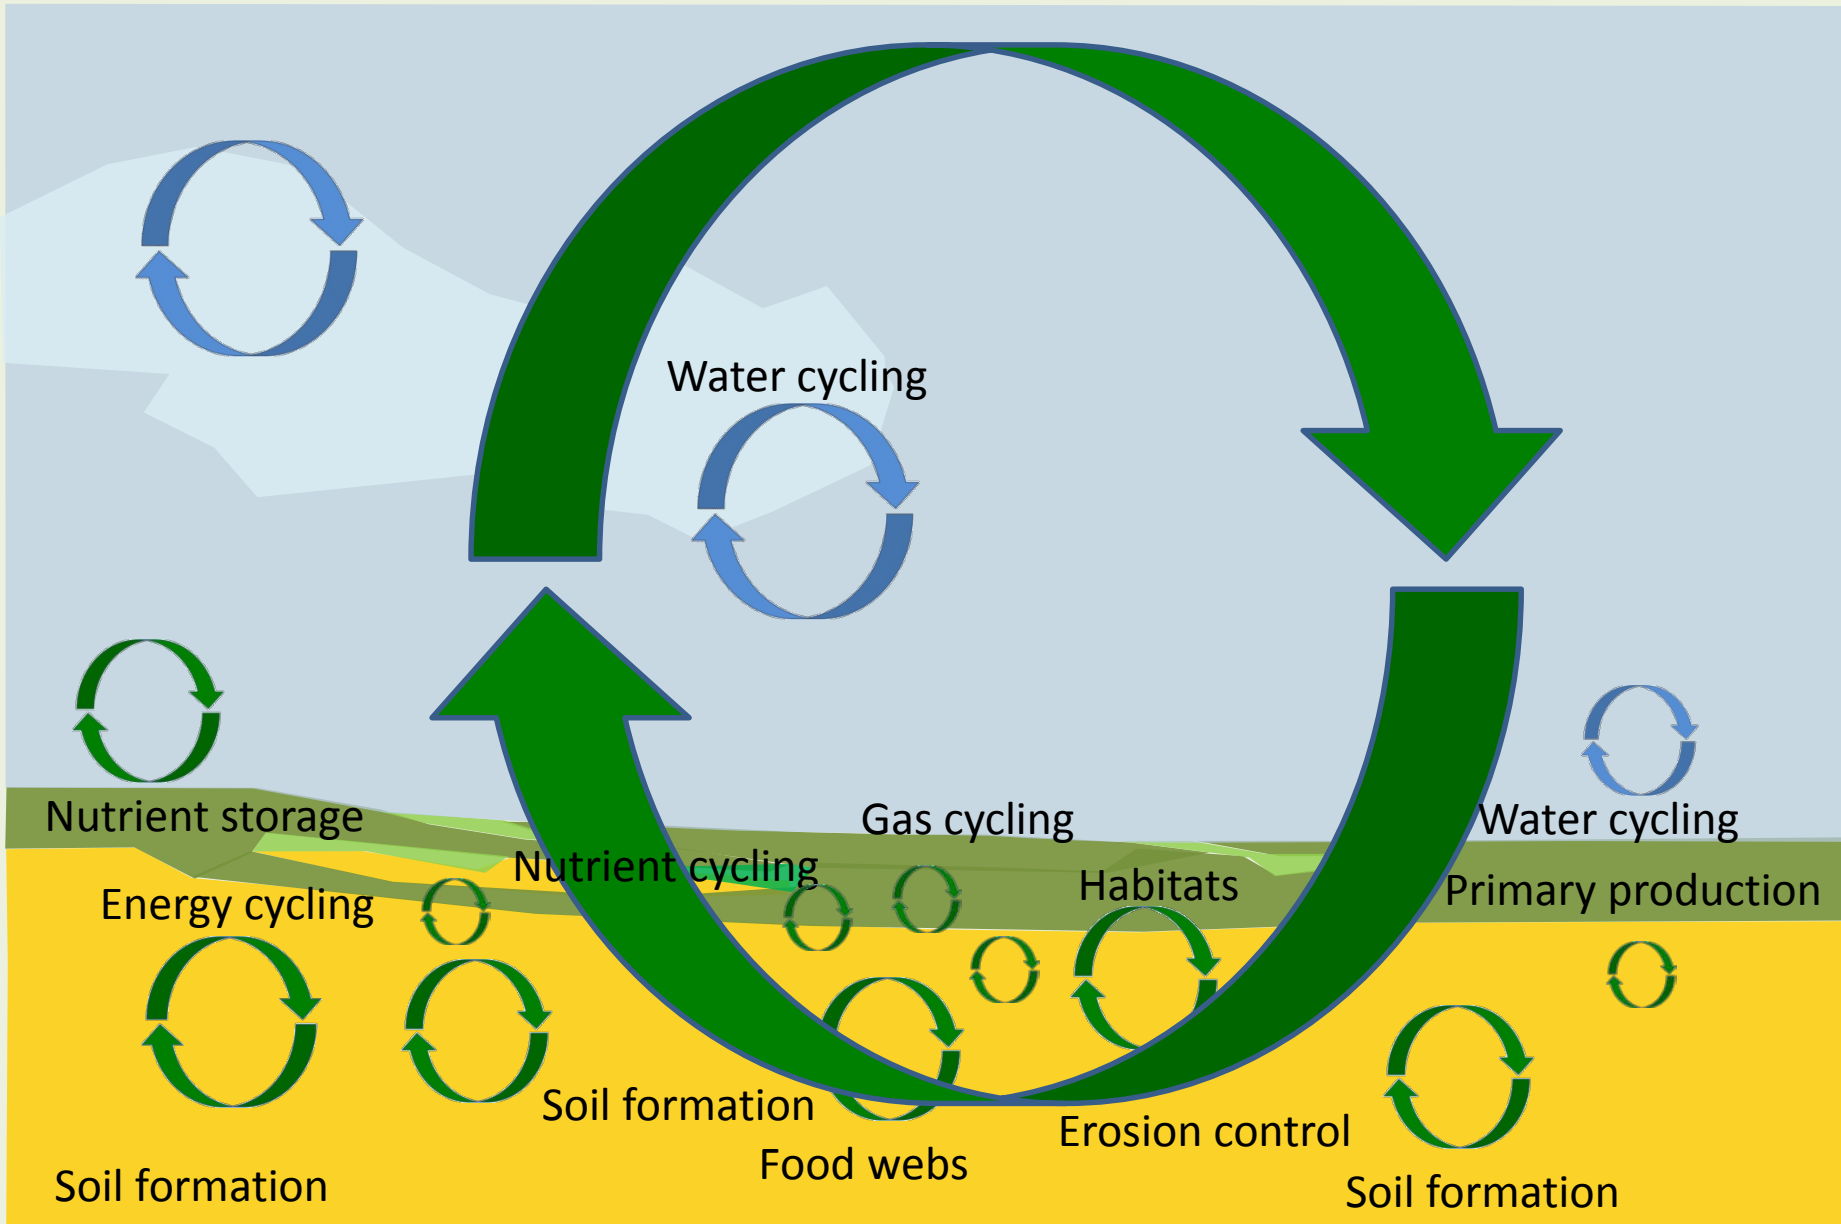 Water cycling
Nutrient storage
Gas cycling
Water cycling
Nutrient cycling
Habitats
Primary production
Energy cycling
Soil formation
Erosion control
Food webs
Soil formation
Soil formation